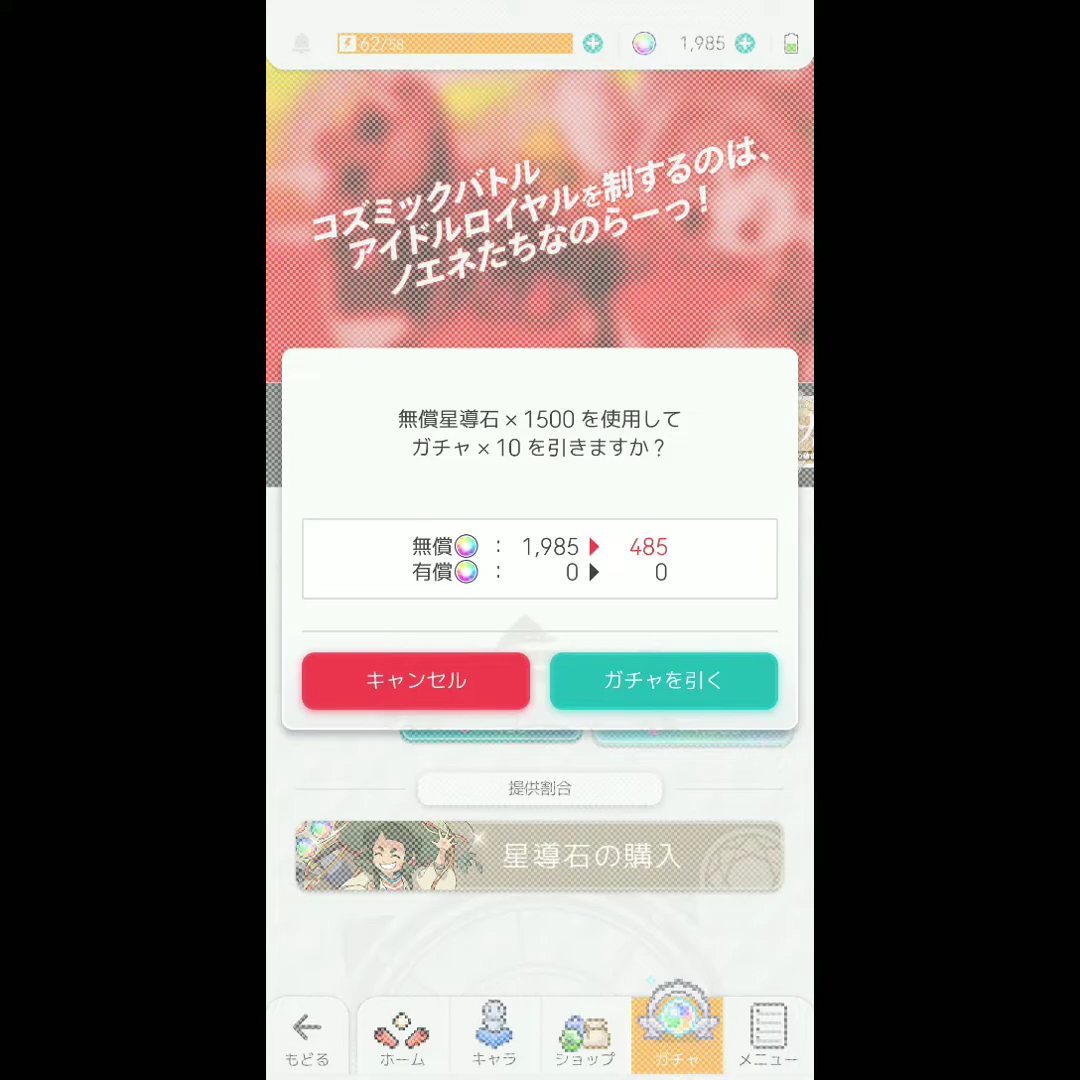 62/58
1,985
コズミックバトル
アイドルロイヤルを制するのは、
ノエネたちなのらーっ!
無償星導石×1500を使用して
ガチャ×10を引きますか？
無償 : 1,985 485
有償 : 0 0
キャンセル ガチャを引く
提供割合
星導石の購入
もどる ホーム キャラ ショップ ガチャ メニュー